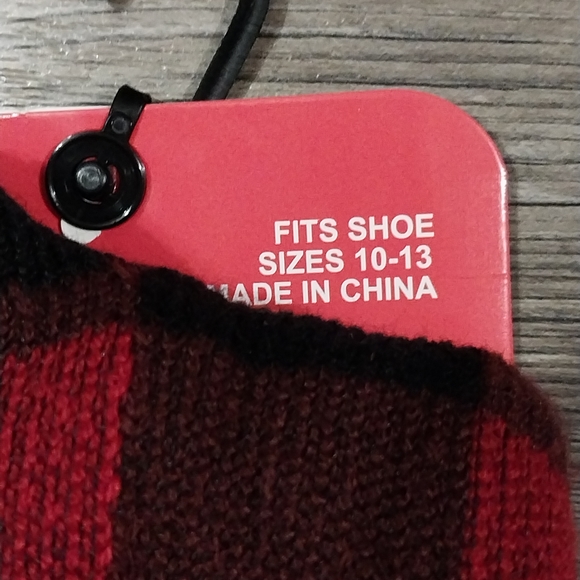 FITS SHOE
SIZES 10-13
MADE IN CHINA